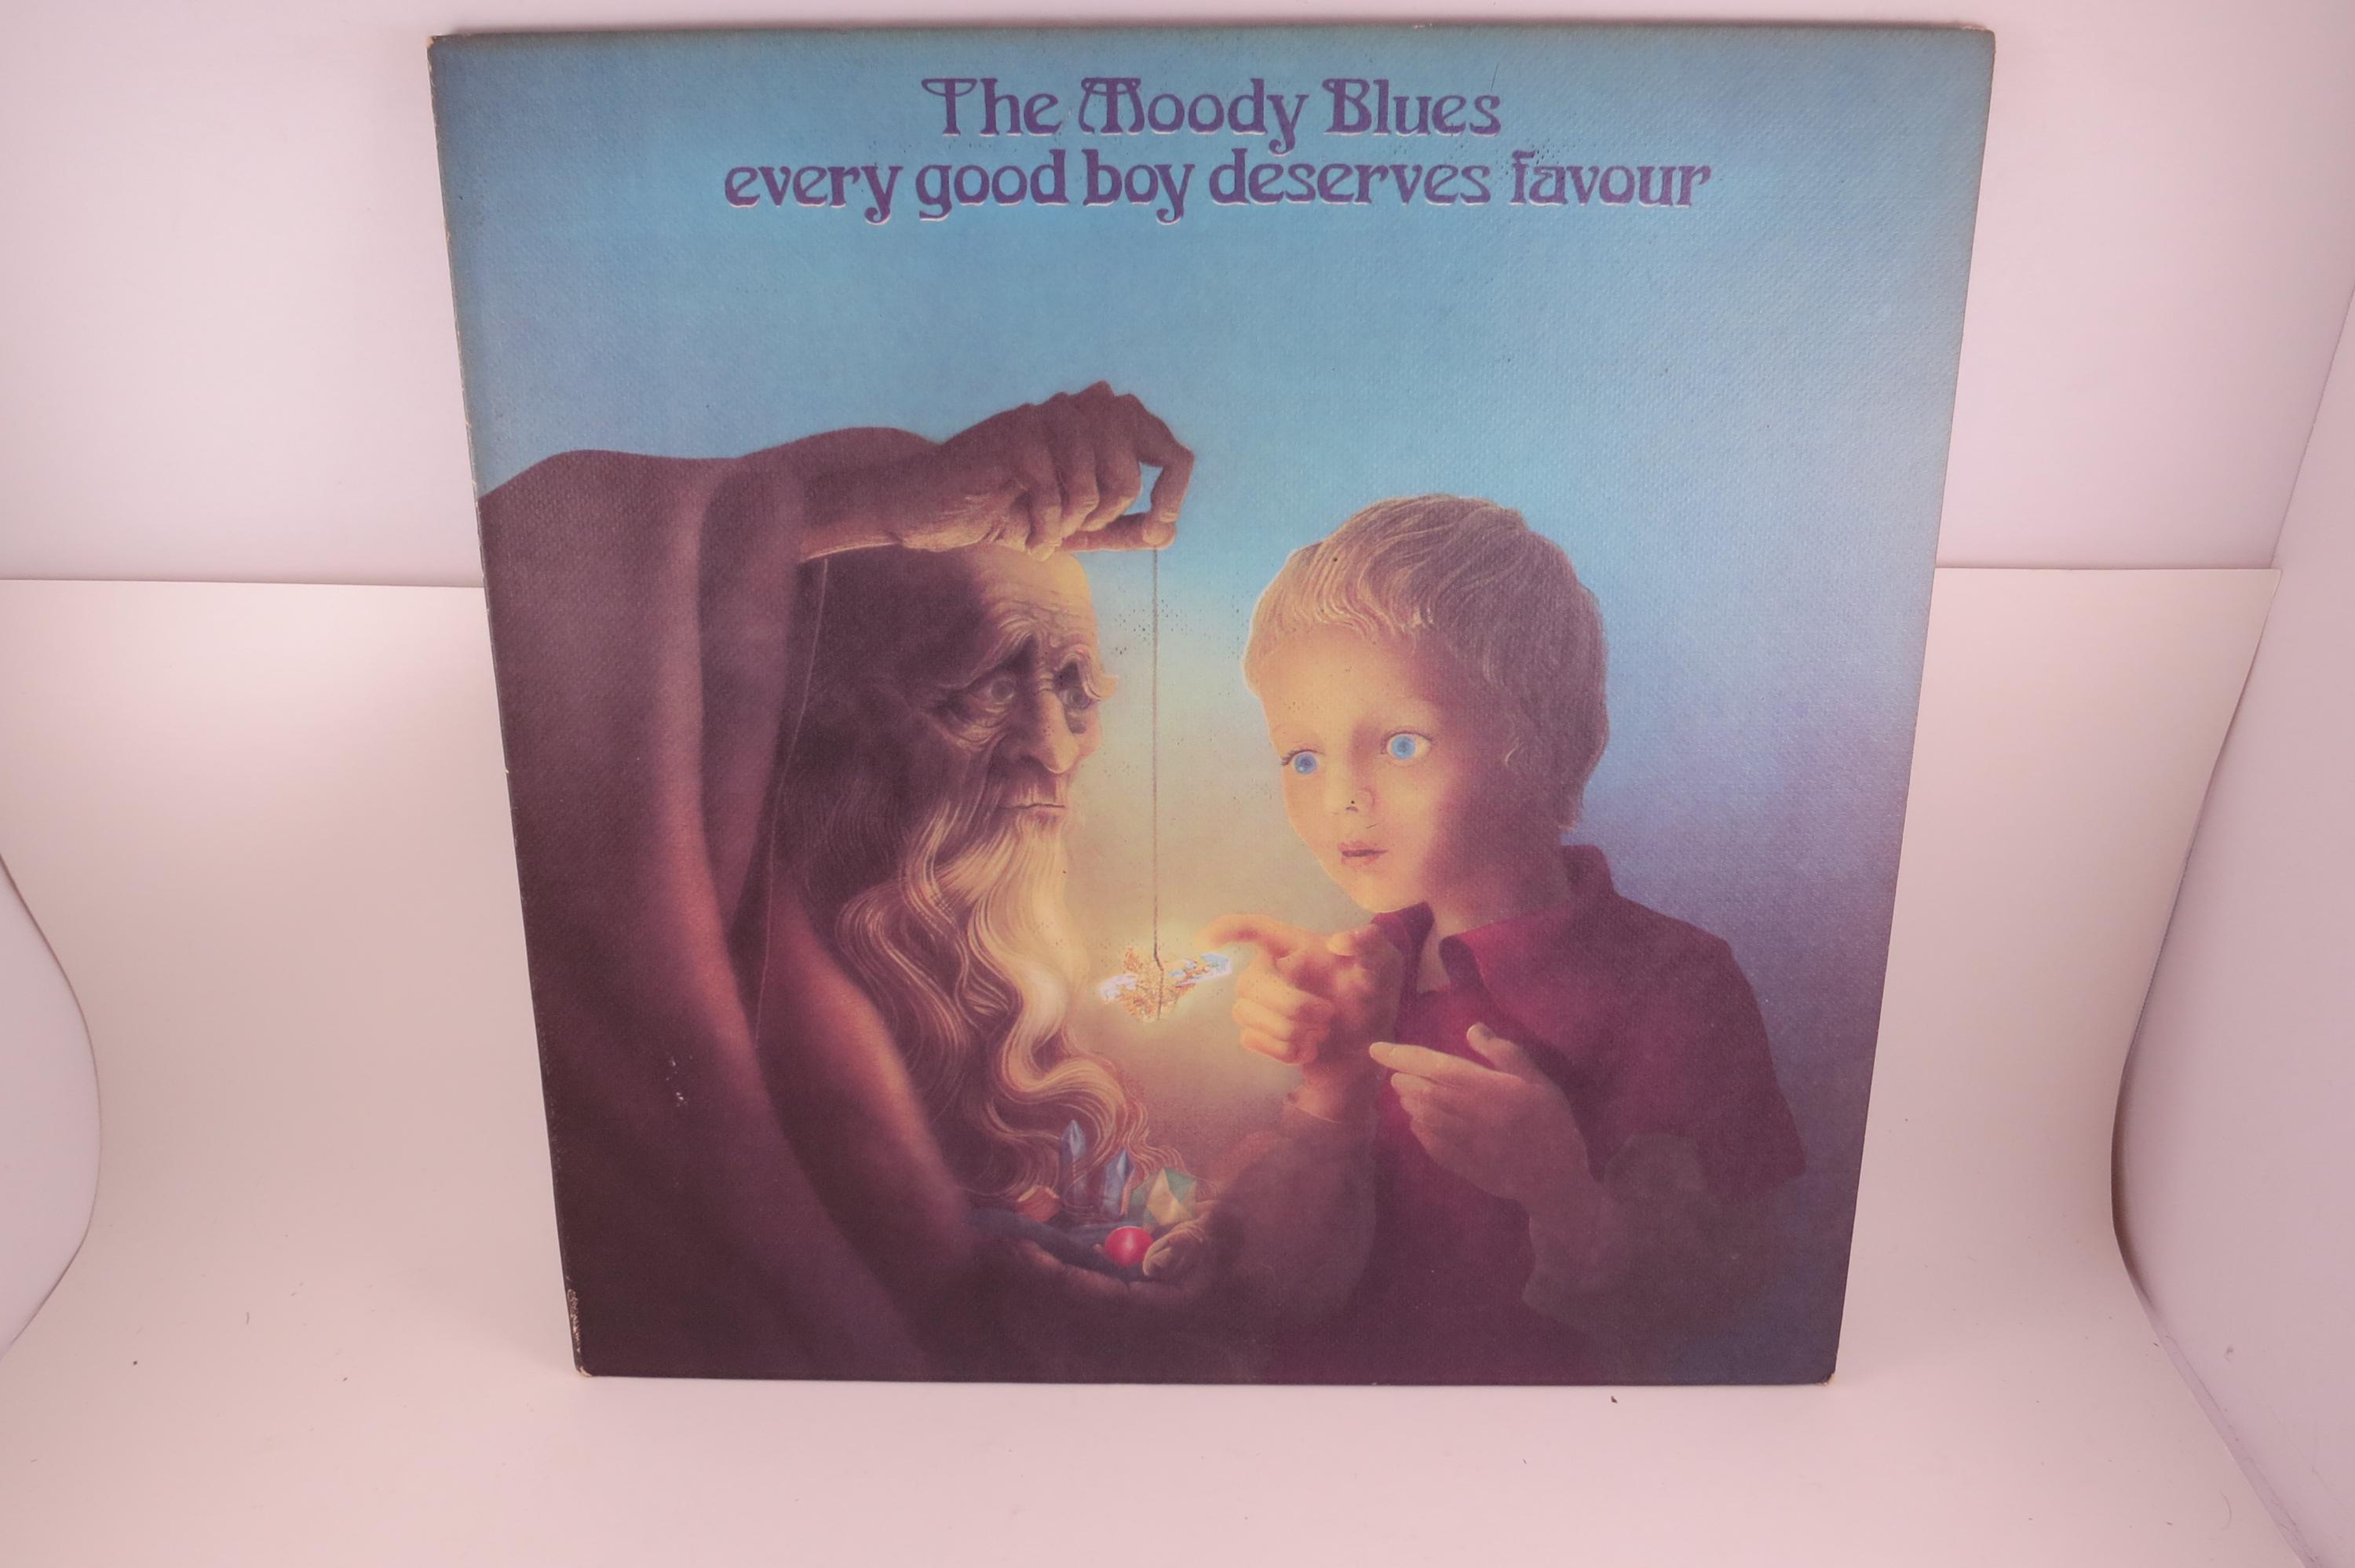 The Moody Blues
every good boy deserves favour